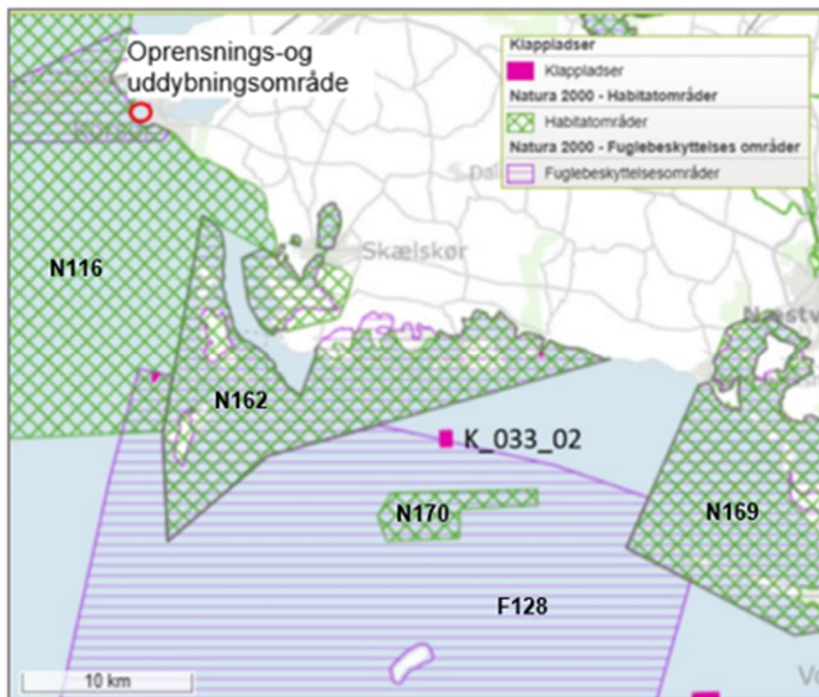 Oprensnings-og
uddybningsområde
Klappladser
Klappladser
Natura 2000 - Habitatområder
Habitatområder
Natura 2000 - Fuglebeskyttelses områder
Fuglebeskyttelsesområder
Skælskør
N116
N162
K_033_02
N170
N169
F128
10 km